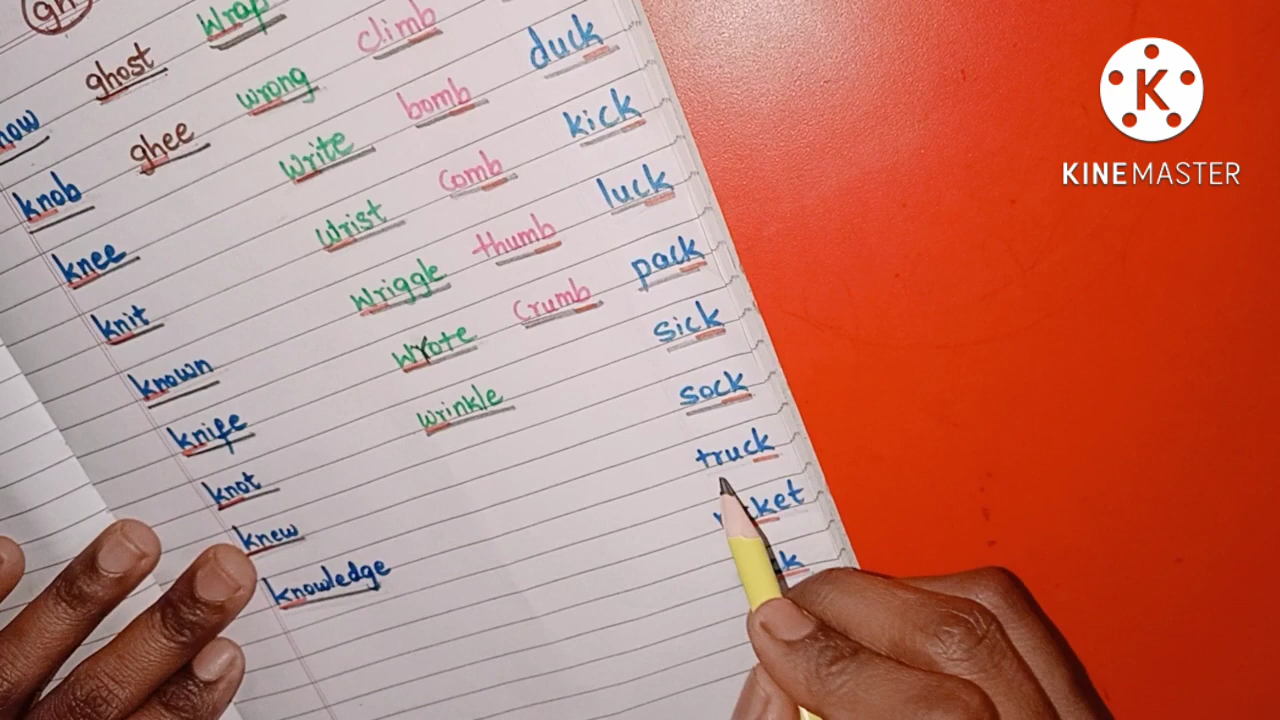 gh
knob
knee
knit
known
knife
knot
knew
knowledge
ghost
ghee
wrap
wrong
write
wrist
wriggle
wrote
wrinkle
climb
bomb
comb
thumb
crumb
duck
kick
luck
pack
sick
sock
truck
K
KINEMASTER